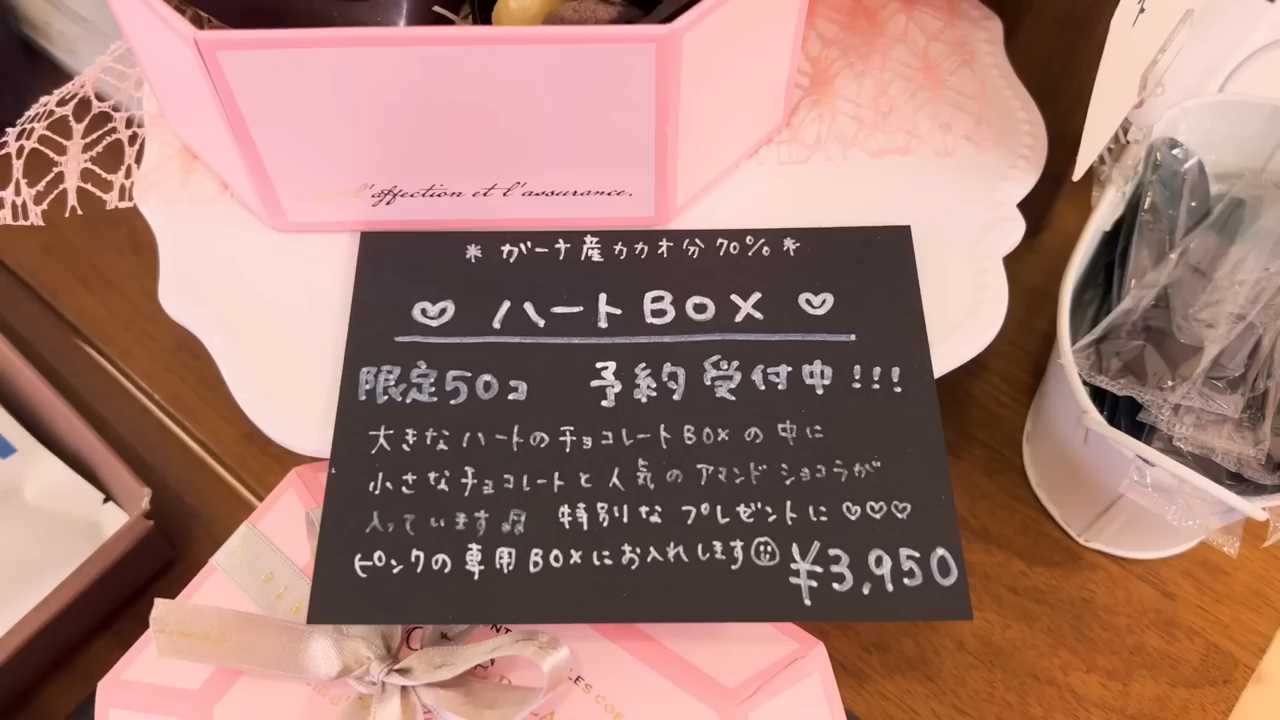 l'affection et l'assurance.
＊ガーナ産カカオ分70%＊
♡ ハートBOX ♡
限定50コ 予約受付中!!!
大きなハートのチョコレートBOXの中に
小さなチョコレートと人気のアマンドショコラが
入っています♫ 特別なプレゼントに♡♡♡
ピンクの専用BOXにお入れします☺ ¥3,950